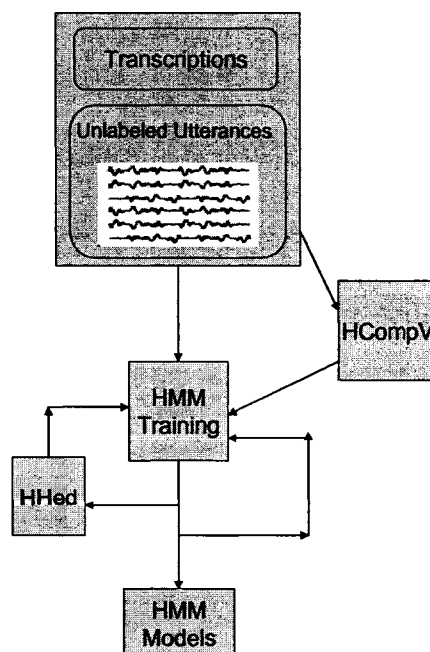 Transcriptions
Unlabeled Utterances
HCompV
HMM
Training
HHed
HMM
Models